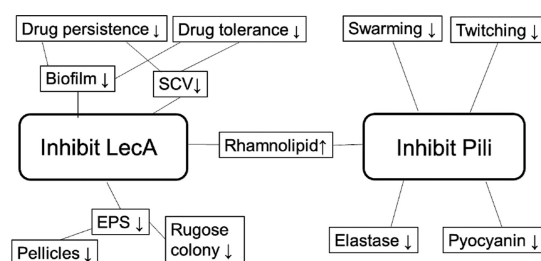 Drug persistence ↓
Drug tolerance ↓
Swarming ↓
Twitching ↓
Biofilm ↓
SCV↓
Inhibit LecA
Rhamnolipid↑
Inhibit Pili
EPS ↓
Rugose
colony ↓
Pellicles ↓
Elastase ↓
Pyocyanin ↓